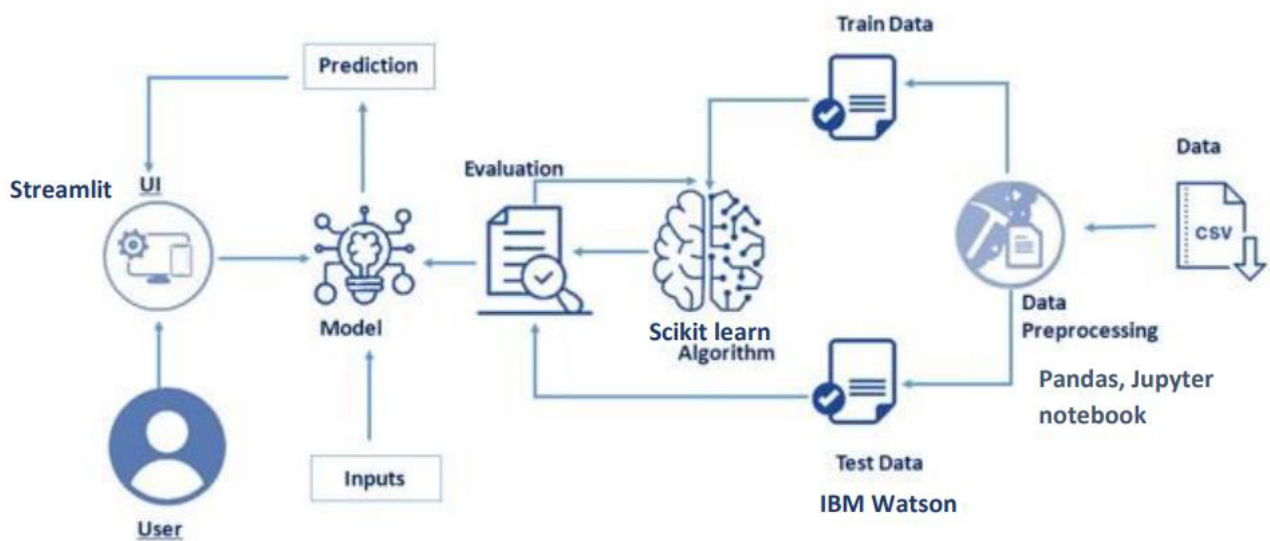 Train Data
Prediction
Data
Evaluation
Streamlit
UI
CSV
Model
Scikit learn
Algorithm
Data
Preprocessing
Pandas, Jupyter
notebook
Inputs
Test Data
IBM Watson
User